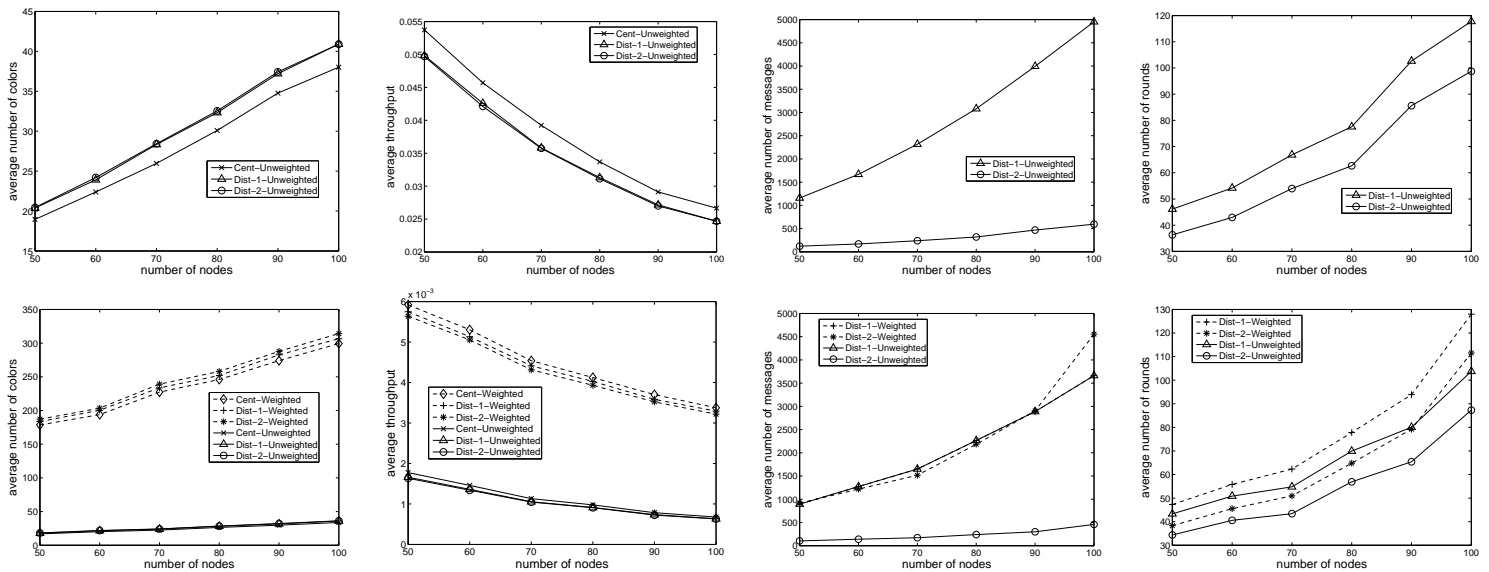 average number of colors
45
40
35
30
25
20
15
50 60 70 80 90 100
number of nodes
Cent-Unweighted
Dist-1-Unweighted
Dist-2-Unweighted
average throughput
0.055
0.05
0.045
0.04
0.035
0.03
0.025
0.02
50 60 70 80 90 100
number of nodes
Cent-Unweighted
Dist-1-Unweighted
Dist-2-Unweighted
average number of messages
5000
4500
4000
3500
3000
2500
2000
1500
1000
500
0
50 60 70 80 90 100
number of nodes
Dist-1-Unweighted
Dist-2-Unweighted
average number of rounds
120
110
100
90
80
70
60
50
40
30
50 60 70 80 90 100
number of nodes
Dist-1-Unweighted
Dist-2-Unweighted
average number of colors
350
300
250
200
150
100
50
0
50 60 70 80 90 100
number of nodes
Cent-Weighted
Dist-1-Weighted
Dist-2-Weighted
Cent-Unweighted
Dist-1-Unweighted
Dist-2-Unweighted
average throughput
x 10⁻³
6
5
4
3
2
1
0
50 60 70 80 90 100
number of nodes
Cent-Weighted
Dist-1-Weighted
Dist-2-Weighted
Cent-Unweighted
Dist-1-Unweighted
Dist-2-Unweighted
average number of messages
5000
4500
4000
3500
3000
2500
2000
1500
1000
500
0
50 60 70 80 90 100
number of nodes
Dist-1-Weighted
Dist-2-Weighted
Dist-1-Unweighted
Dist-2-Unweighted
average number of rounds
130
120
110
100
90
80
70
60
50
40
30
50 60 70 80 90 100
number of nodes
Dist-1-Weighted
Dist-2-Weighted
Dist-1-Unweighted
Dist-2-Unweighted